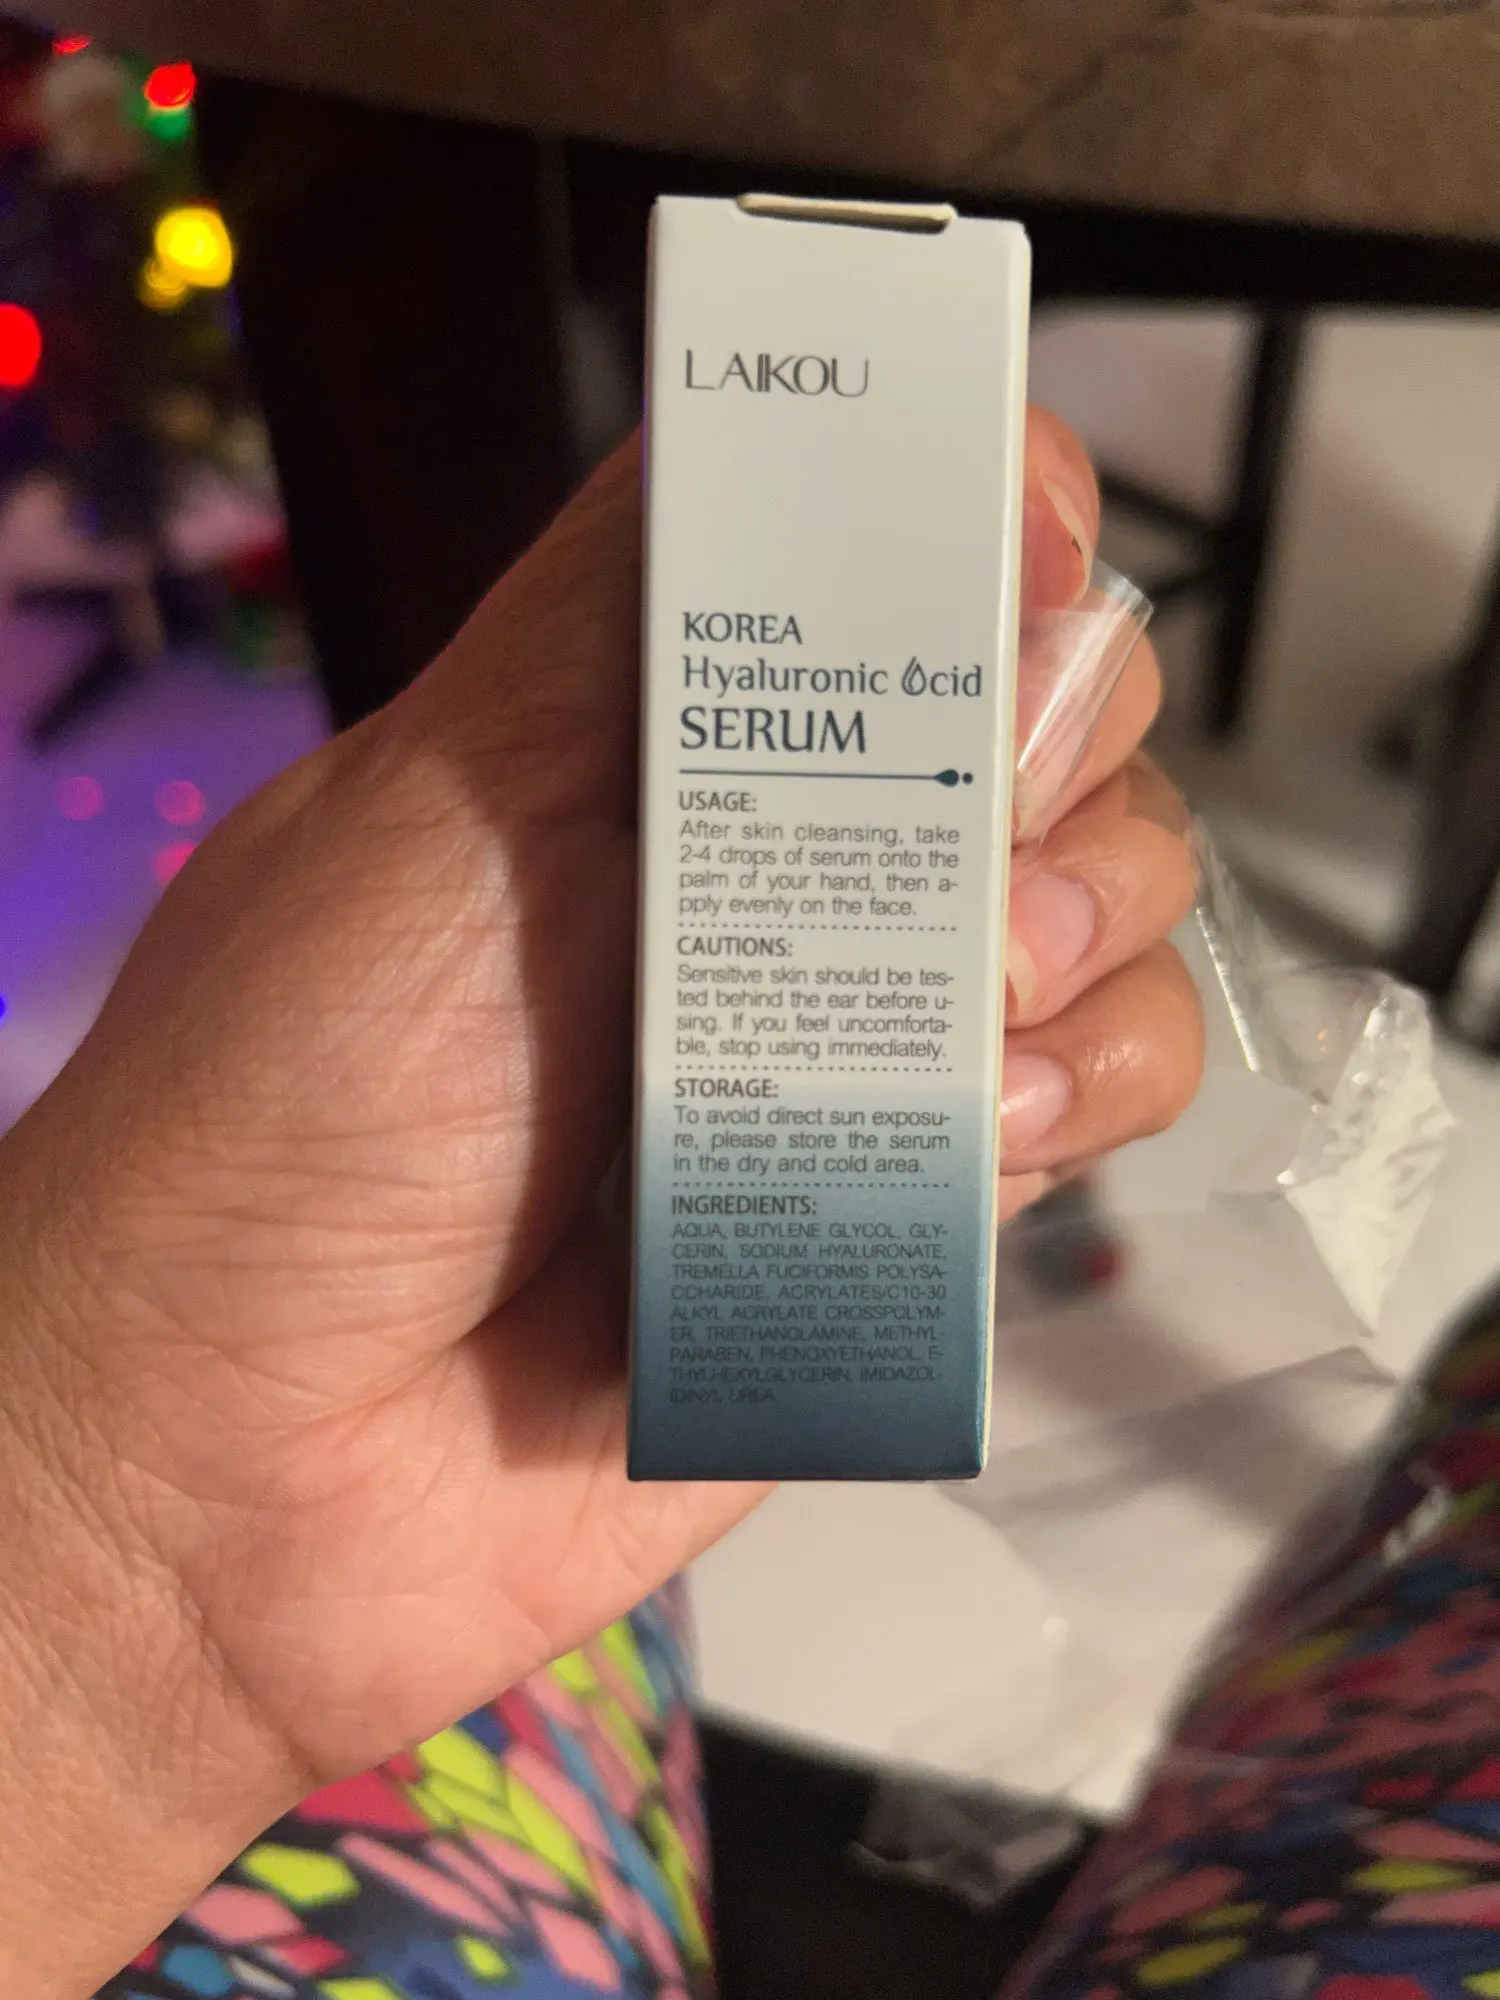 LAIKOU
KOREA
Hyaluronic Acid
SERUM
USAGE:
After skin cleansing, take
2-4 drops of serum onto the
palm of your hand, then a-
pply evenly on the face.
CAUTIONS:
Sensitive skin should be tes-
ted behind the ear before u-
sing. If you feel uncomforta-
ble, stop using immediately.
STORAGE:
To avoid direct sun exposu-
re, please store the serum
in the dry and cold area.
INGREDIENTS:
AQUA, BUTYLENE GLYCOL, GLY-
CERIN, SODIUM HYALURONATE,
TREMELLA FUCIFORMIS POLYSA-
CCHARIDE, ACRYLATES/C10-30
ALKYL ACRYLATE CROSSPOLYM-
ER, TRIETHANOLAMINE, METHYL-
PARABEN, PHENOXYETHANOL, E-
THYLHEXYLGLYCERIN, IMIDAZOL-
IDINYL UREA